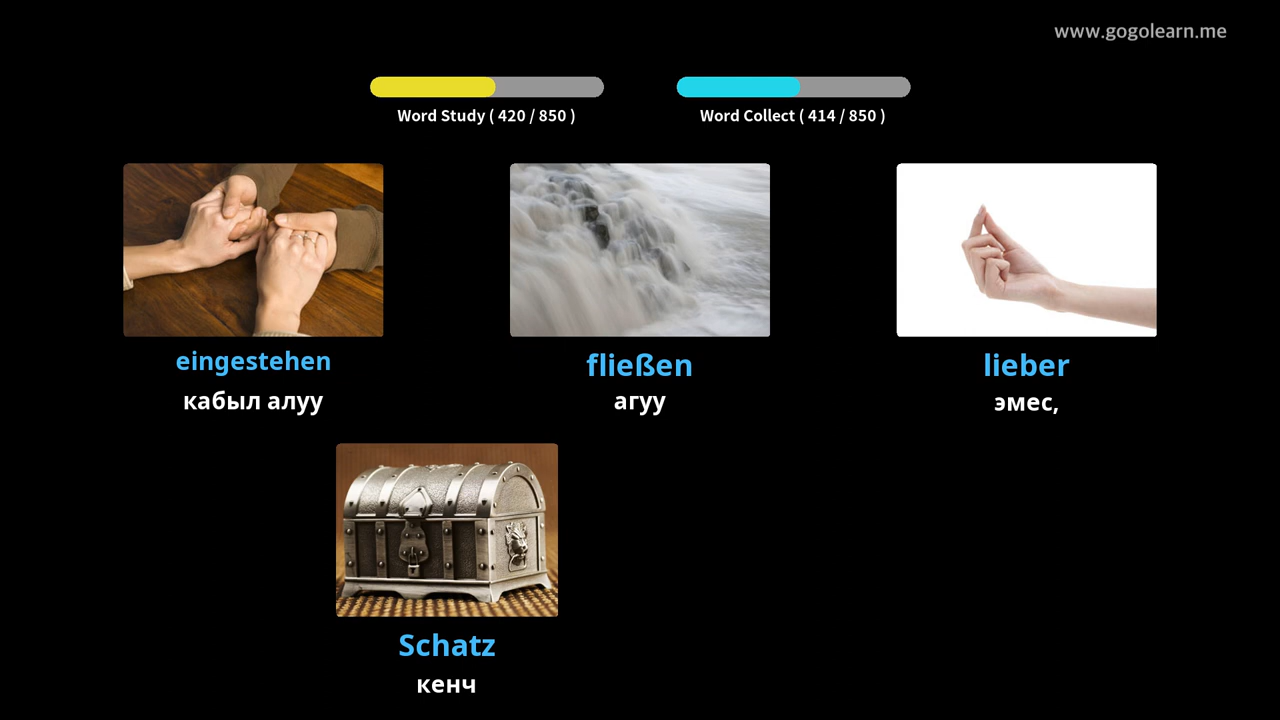 www.gogolearn.me
Word Study ( 420 / 850 )
Word Collect ( 414 / 850 )
eingestehen
кабыл алуу
fließen
агуу
lieber
эмес,
Schatz
кенч